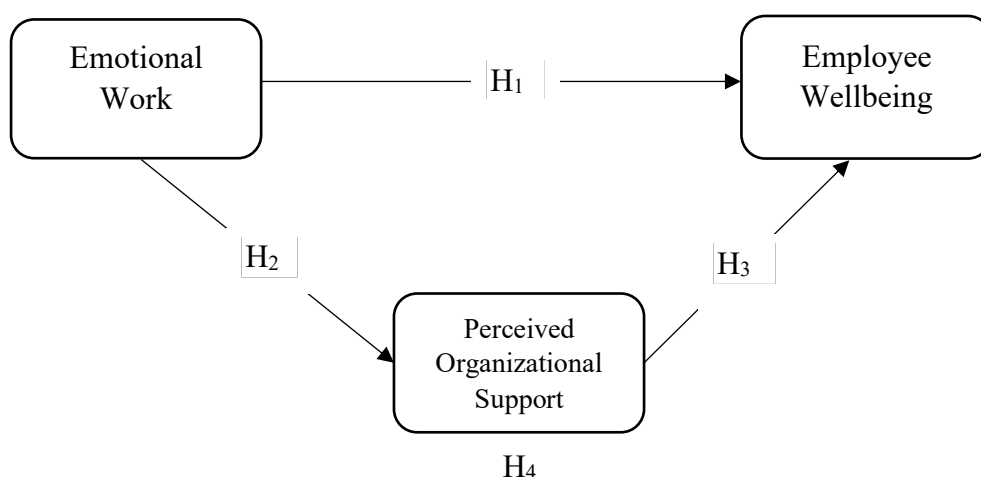 Emotional
Work
H₁
Employee
Wellbeing
H₂
H₃
Perceived
Organizational
Support
H₄